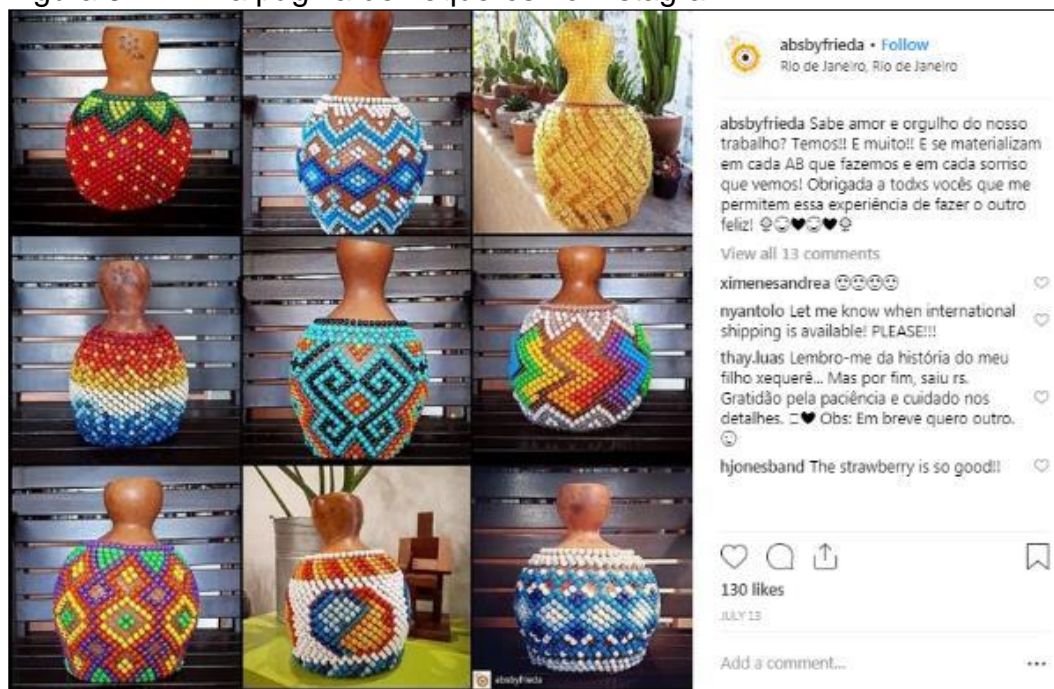 absbyfrieda • Follow
Rio de Janeiro, Rio de Janeiro
absbyfrieda Sabe amor e orgulho do nosso
trabalho? Temos!! E muito!! E se materializam
em cada AB que fazemos e em cada sorriso
que vemos! Obrigada a todxs vocês que me
permitem essa experiência de fazer o outro
feliz!
View all 13 comments
ximenesandrea
nyantolo Let me know when international
shipping is available! PLEASE!!!
thay.luas Lembro-me da história do meu
filho xequerê... Mas por fim, saiu rs.
Gratidão pela paciência e cuidado nos
detalhes. Obs: Em breve quero outro.
hjonesband The strawberry is so good!!
130 likes
JULY 13
Add a comment...
absbyfrieda